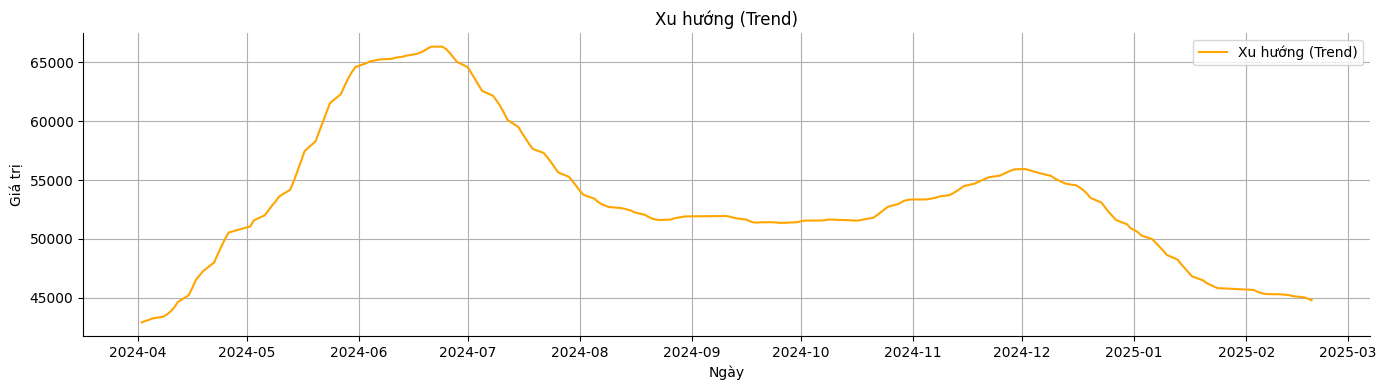 Xu hướng (Trend)
Xu hướng (Trend)
Giá trị
65000
60000
55000
50000
45000
2024-04 2024-05 2024-06 2024-07 2024-08 2024-09 2024-10 2024-11 2024-12 2025-01 2025-02 2025-03
Ngày